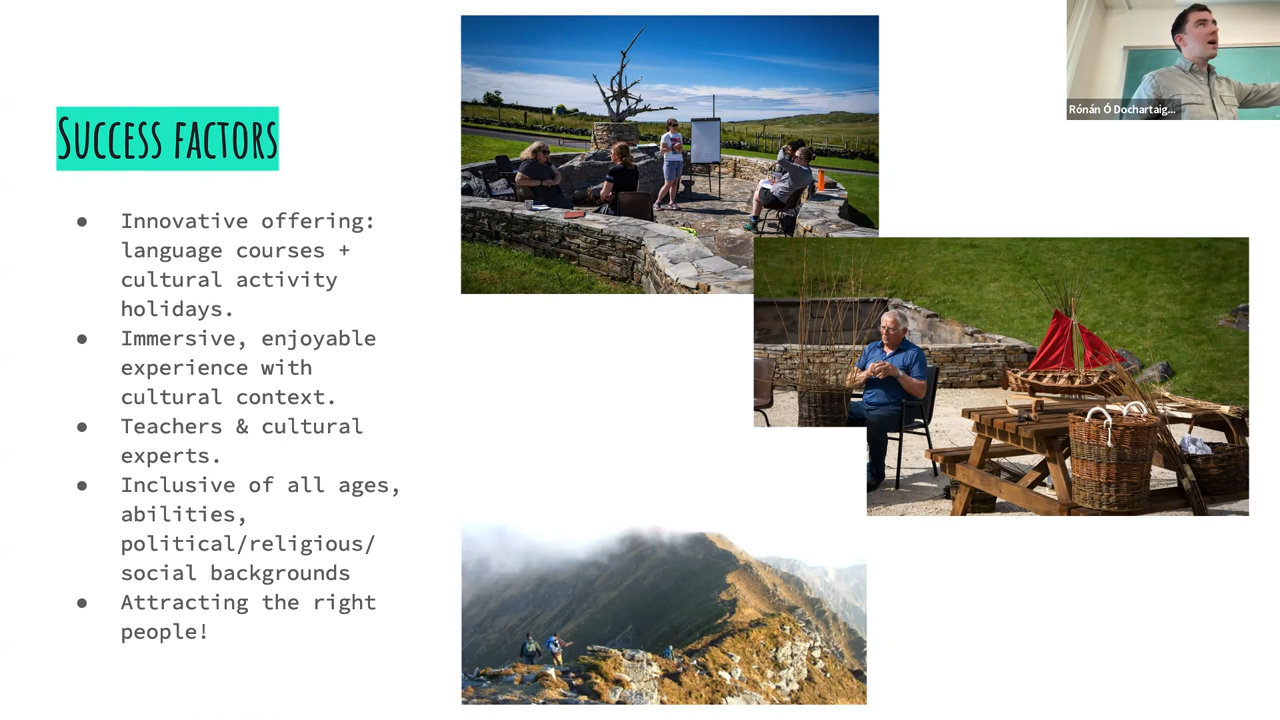 Success factors
● Innovative offering:
language courses +
cultural activity
holidays.
● Immersive, enjoyable
experience with
cultural context.
● Teachers & cultural
experts.
● Inclusive of all ages,
abilities,
political/religious/
social backgrounds
● Attracting the right
people!
Rónán Ó Dochartaig...